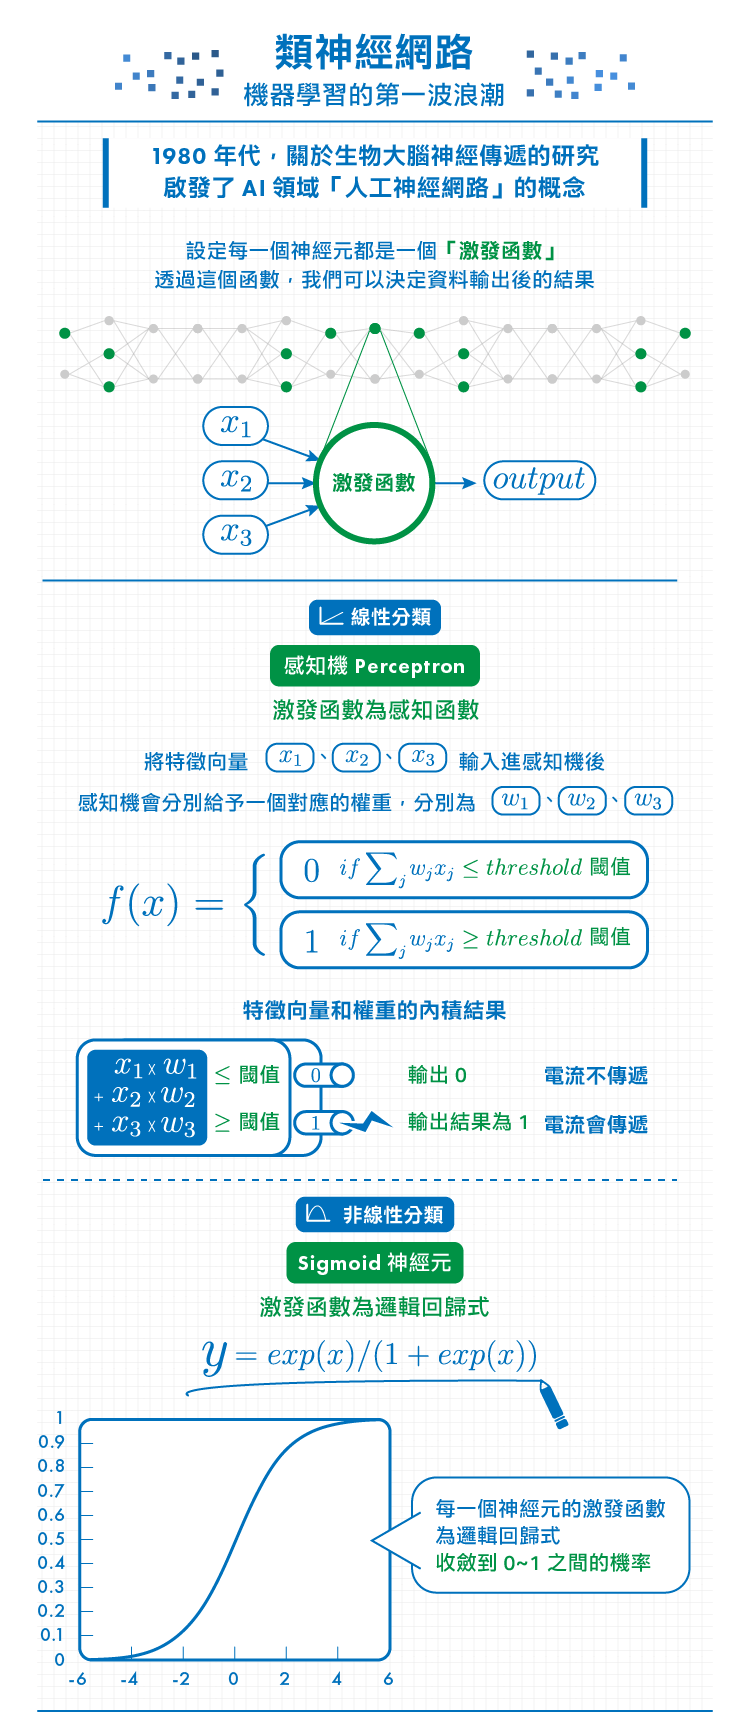 類神經網路
機器學習的第一波浪潮
1980 年代，關於生物大腦神經傳遞的研究
啟發了 AI 領域「人工神經網路」的概念
設定每一個神經元都是一個「激發函數」
透過這個函數，我們可以決定資料輸出後的結果
x₁
x₂
x₃
激發函數
output
線性分類
感知機 Perceptron
激發函數為感知函數
將特徵向量 x₁、x₂、x₃ 輸入進感知機後
感知機會分別給予一個對應的權重，分別為 w₁、w₂、w₃
f(x) =
0 if ∑ⱼ wⱼxⱼ ≤ threshold 閾值
1 if ∑ⱼ wⱼxⱼ ≥ threshold 閾值
特徵向量和權重的內積結果
x₁ x w₁
+ x₂ x w₂
+ x₃ x w₃
≤ 閾值 0 輸出 0 電流不傳遞
≥ 閾值 1 輸出結果為 1 電流會傳遞
非線性分類
Sigmoid 神經元
激發函數為邏輯回歸式
y = exp(x)/(1 + exp(x))
1
0.9
0.8
0.7
0.6
0.5
0.4
0.3
0.2
0.1
0
-6 -4 -2 0 2 4 6
每一個神經元的激發函數
為邏輯回歸式
收斂到 0~1 之間的機率